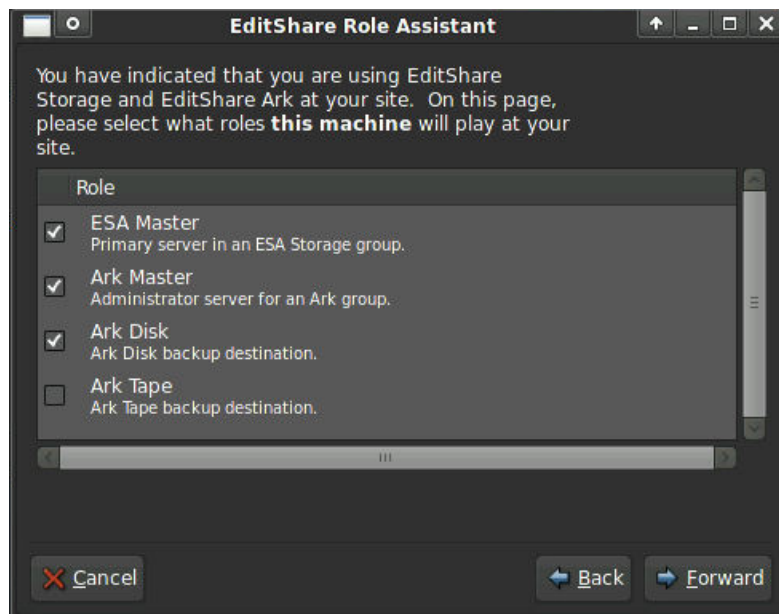 EditShare Role Assistant
You have indicated that you are using EditShare
Storage and EditShare Ark at your site.  On this page,
please select what roles this machine will play at your
site.
Role
ESA Master
Primary server in an ESA Storage group.
Ark Master
Administrator server for an Ark group.
Ark Disk
Ark Disk backup destination.
Ark Tape
Ark Tape backup destination.
Cancel
Back
Forward